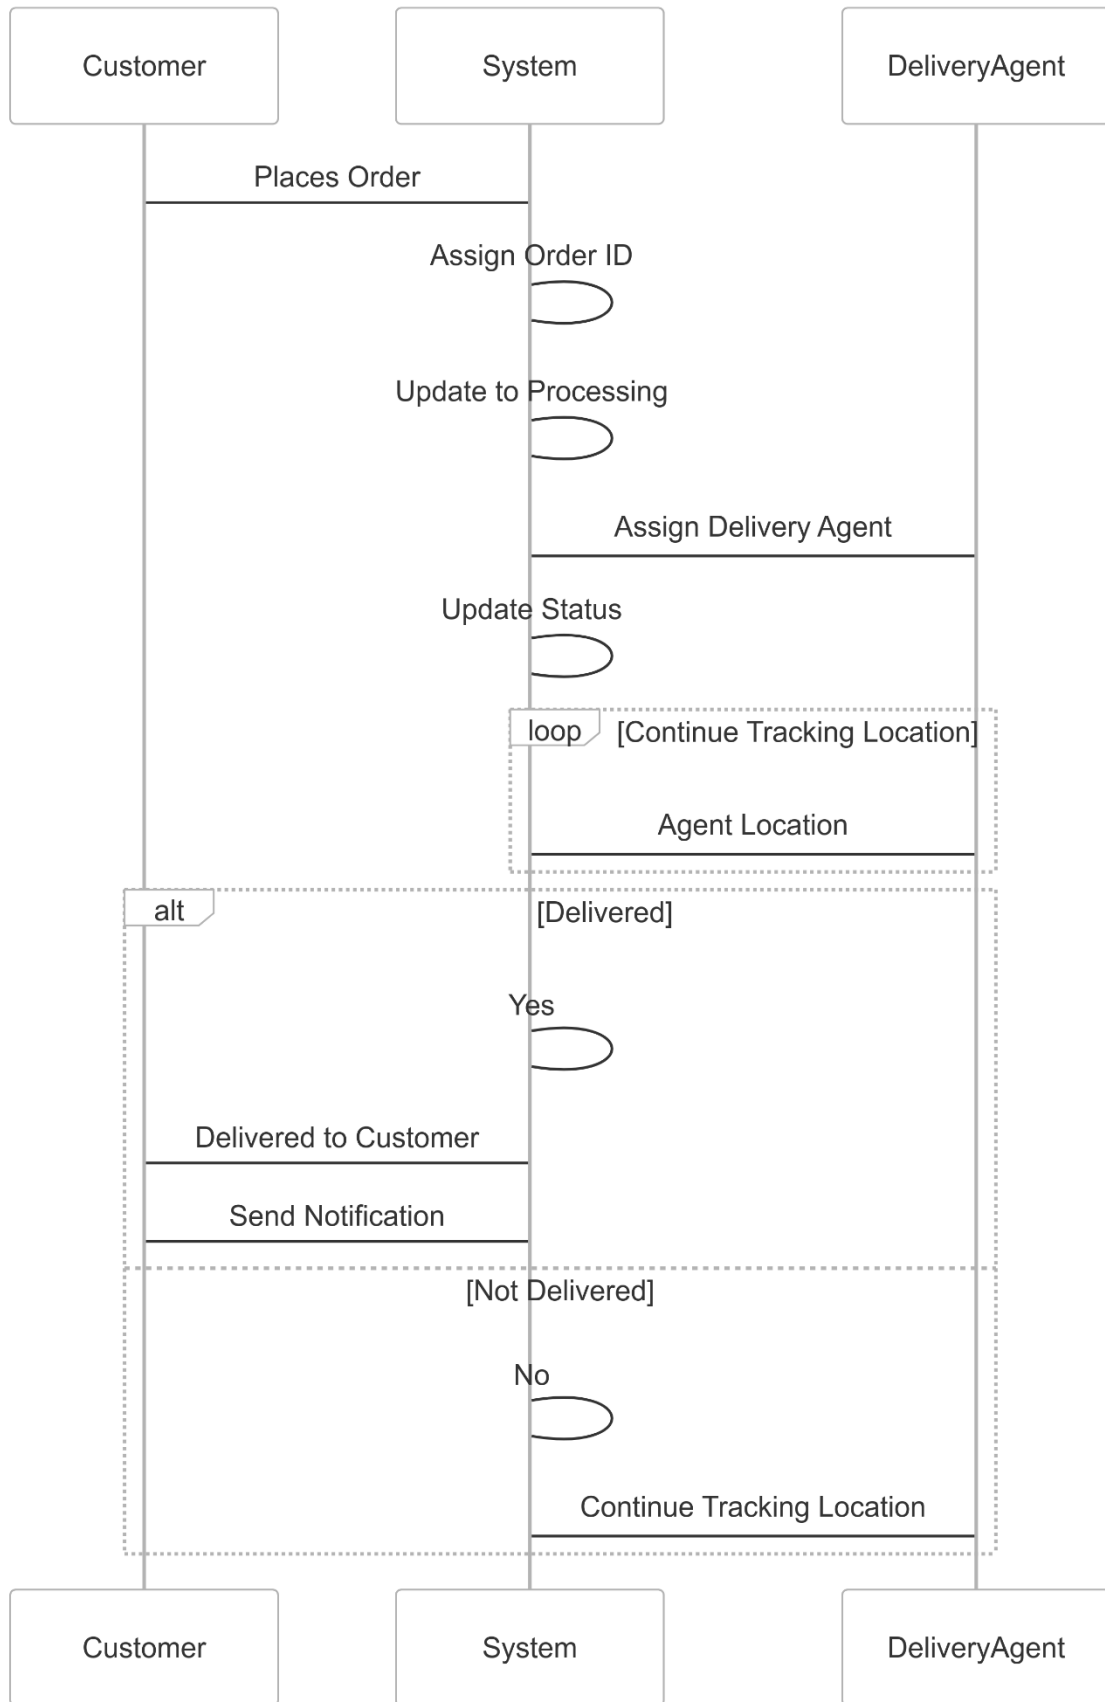 Customer
System
DeliveryAgent
Places Order
Assign Order ID
Update to Processing
Assign Delivery Agent
Update Status
loop
[Continue Tracking Location]
Agent Location
alt
[Delivered]
Yes
Delivered to Customer
Send Notification
[Not Delivered]
No
Continue Tracking Location
Customer
System
DeliveryAgent